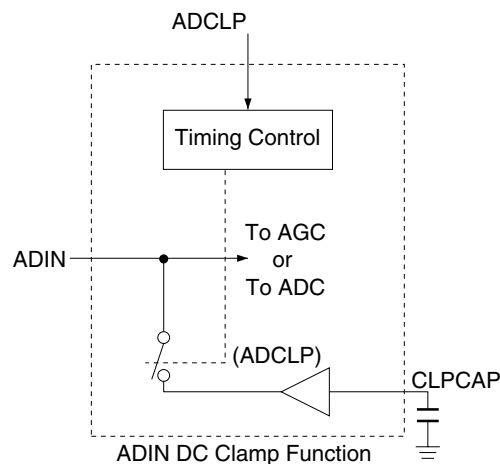 ADCLP
Timing Control
To AGC
or
To ADC
ADIN
(ADCLP)
CLPCAP
ADIN DC Clamp Function